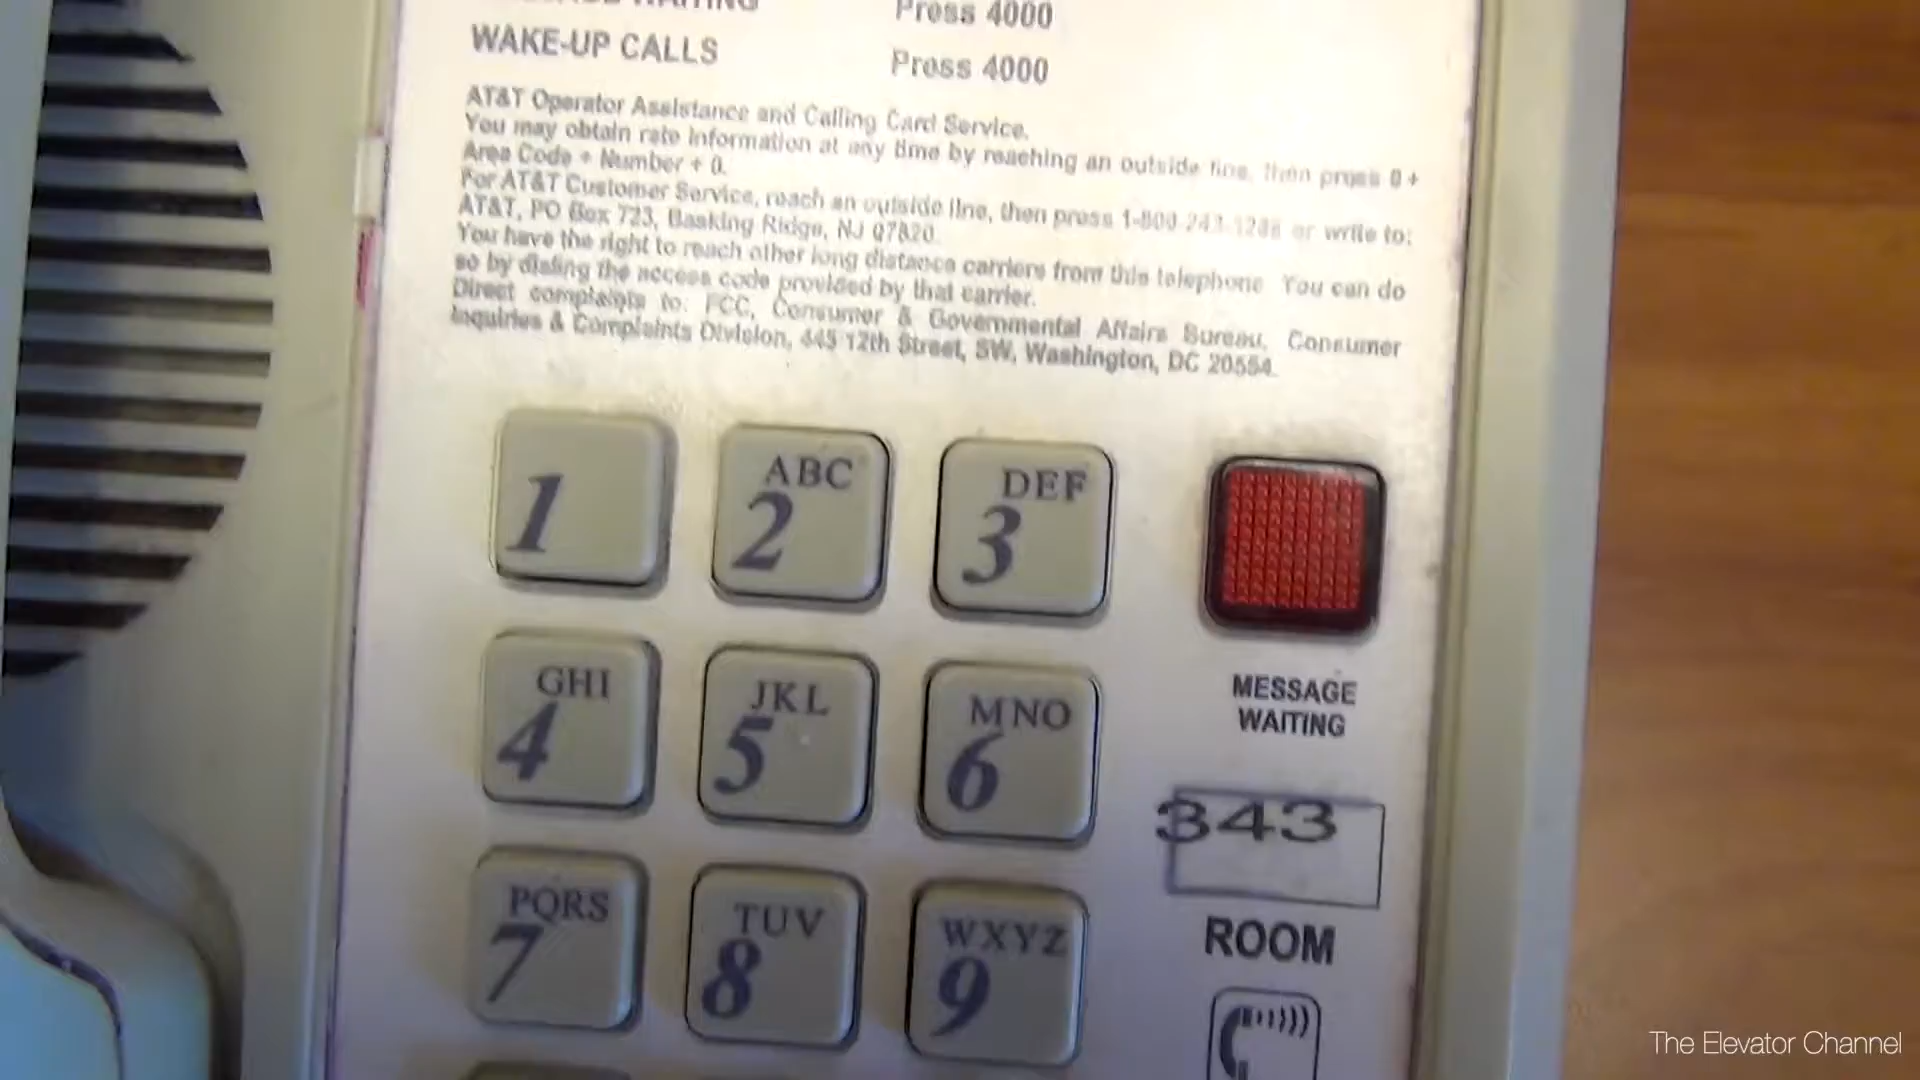 WAITING Press 4000
WAKE-UP CALLS Press 4000
AT&T Operator Assistance and Calling Card Service.
You may obtain rate information at any time by reaching an outside line, then press 0 +
Area Code + Number + 0.
For AT&T Customer Service, reach an outside line, then press or write to:
AT&T, PO Box 723, Basking Ridge, NJ
You have the right to reach other long distance carriers from this telephone You can do
so by dialing the access code provided by that carrier.
Direct complaints to: FCC, Consumer & Governmental Affairs Bureau, Consumer
Inquiries & Complaints Division, 445 12th Street, SW, Washington, DC 20554.
1
ABC
2
DEF
3
GHI
4
JKL
5
MNO
6
MESSAGE
WAITING
343
ROOM
PQRS
7
TUV
8
WXYZ
9
The Elevator Channel